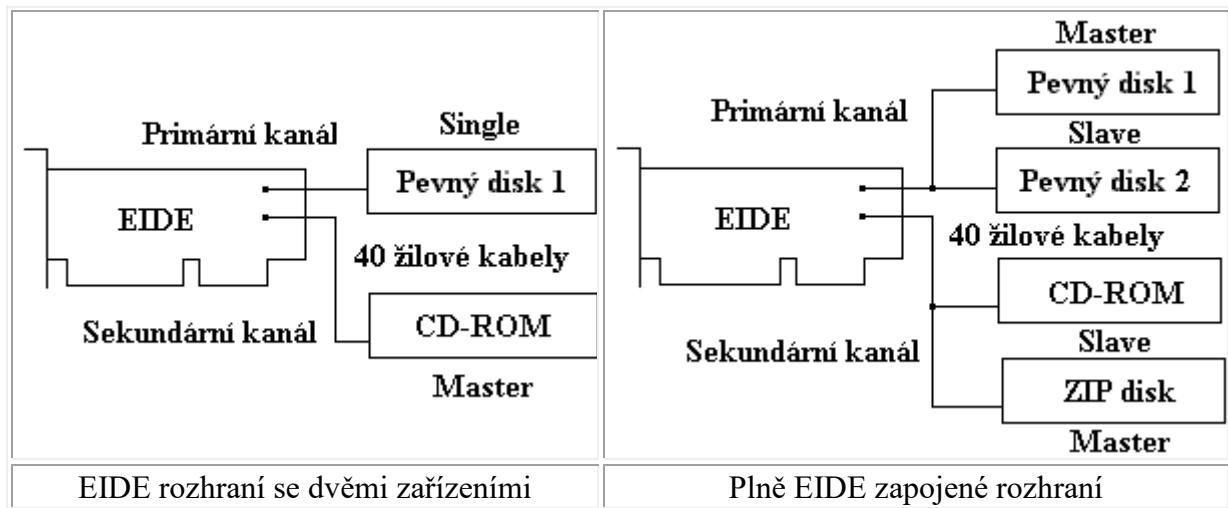 Primární kanál
Single
Pevný disk 1
EIDE
40 žilové kabely
CD-ROM
Sekundární kanál
Master
EIDE rozhraní se dvěmi zařízeními
Master
Pevný disk 1
Primární kanál
Slave
Pevný disk 2
EIDE
40 žilové kabely
CD-ROM
Sekundární kanál
Slave
ZIP disk
Master
Plně EIDE zapojené rozhraní